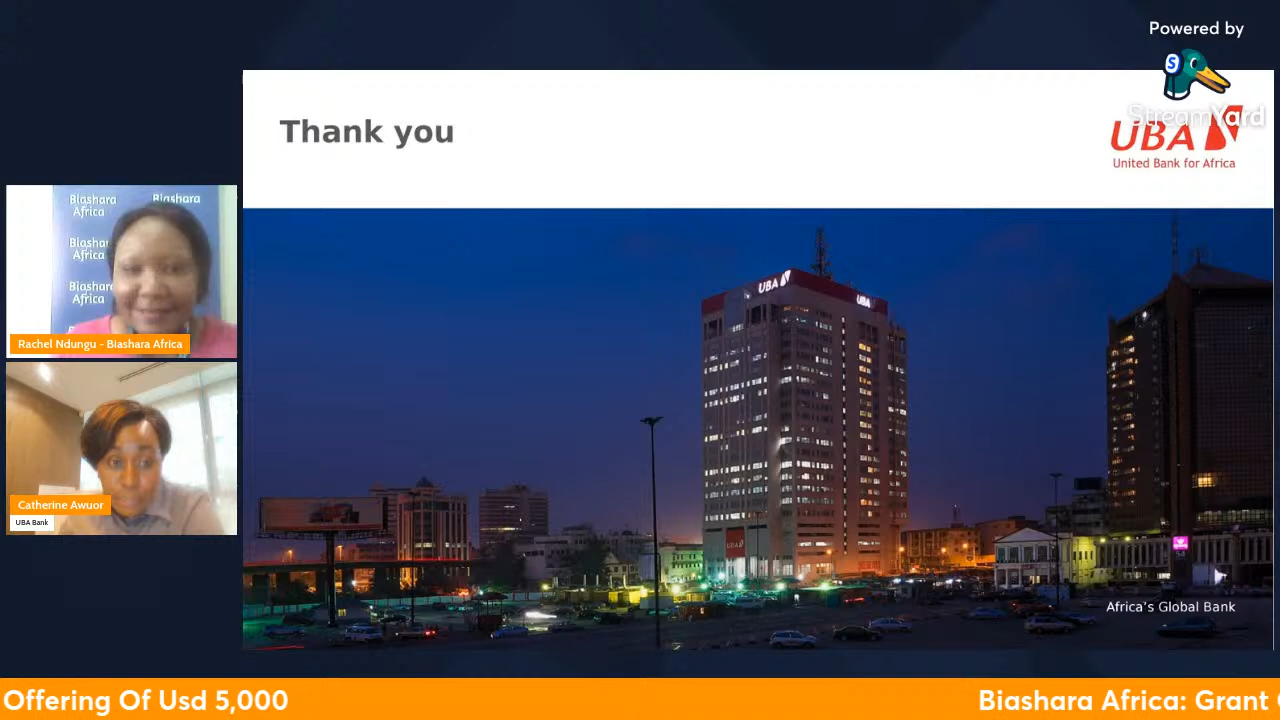 Powered by
StreamYard
Thank you
UBA
United Bank for Africa
Biashara
Africa
Biashara
Biashara
Africa
Biashara
Africa
Rachel Ndungu - Biashara Africa
Catherine Awuor
UBA Bank
UBA
UBA
UBA
Africa's Global Bank
Offering Of Usd 5,000
Biashara Africa: Grant